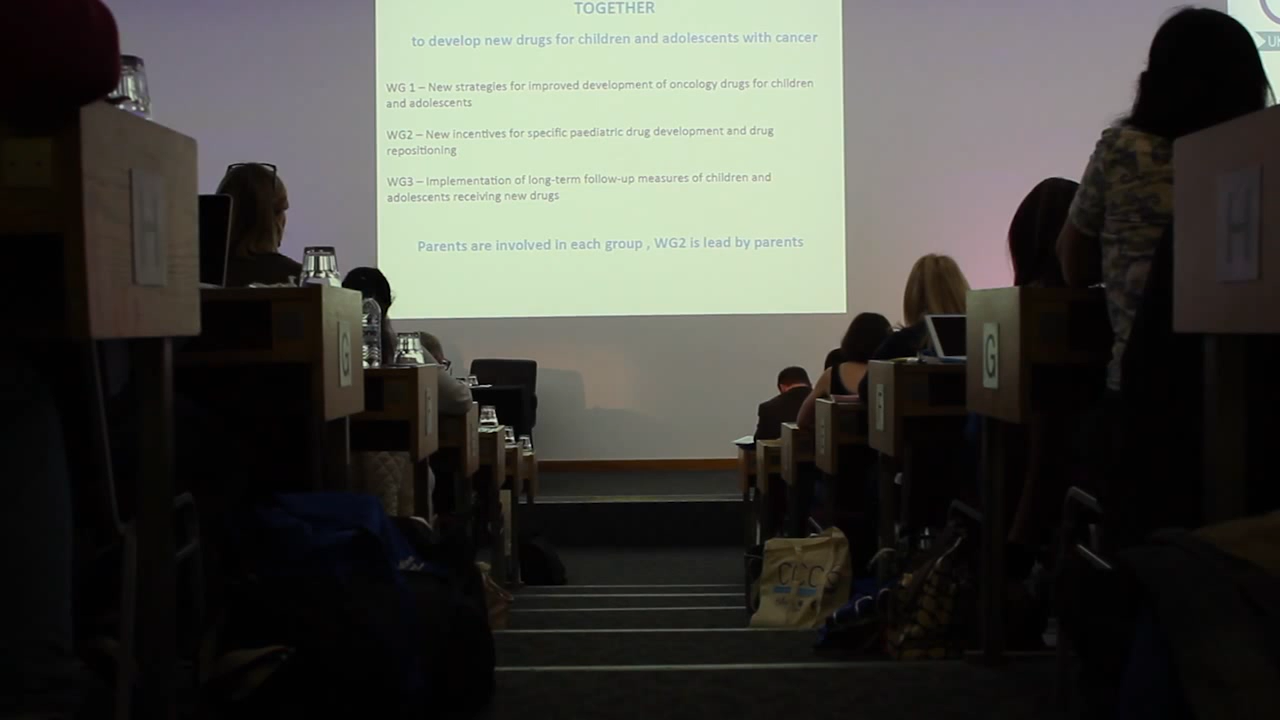 TOGETHER
to develop new drugs for children and adolescents with cancer
WG 1 – New strategies for improved development of oncology drugs for children
and adolescents
WG2 – New incentives for specific paediatric drug development and drug
repositioning
WG3 – Implementation of long-term follow-up measures of children and
adolescents receiving new drugs
Parents are involved in each group , WG2 is lead by parents
H
H
G
G